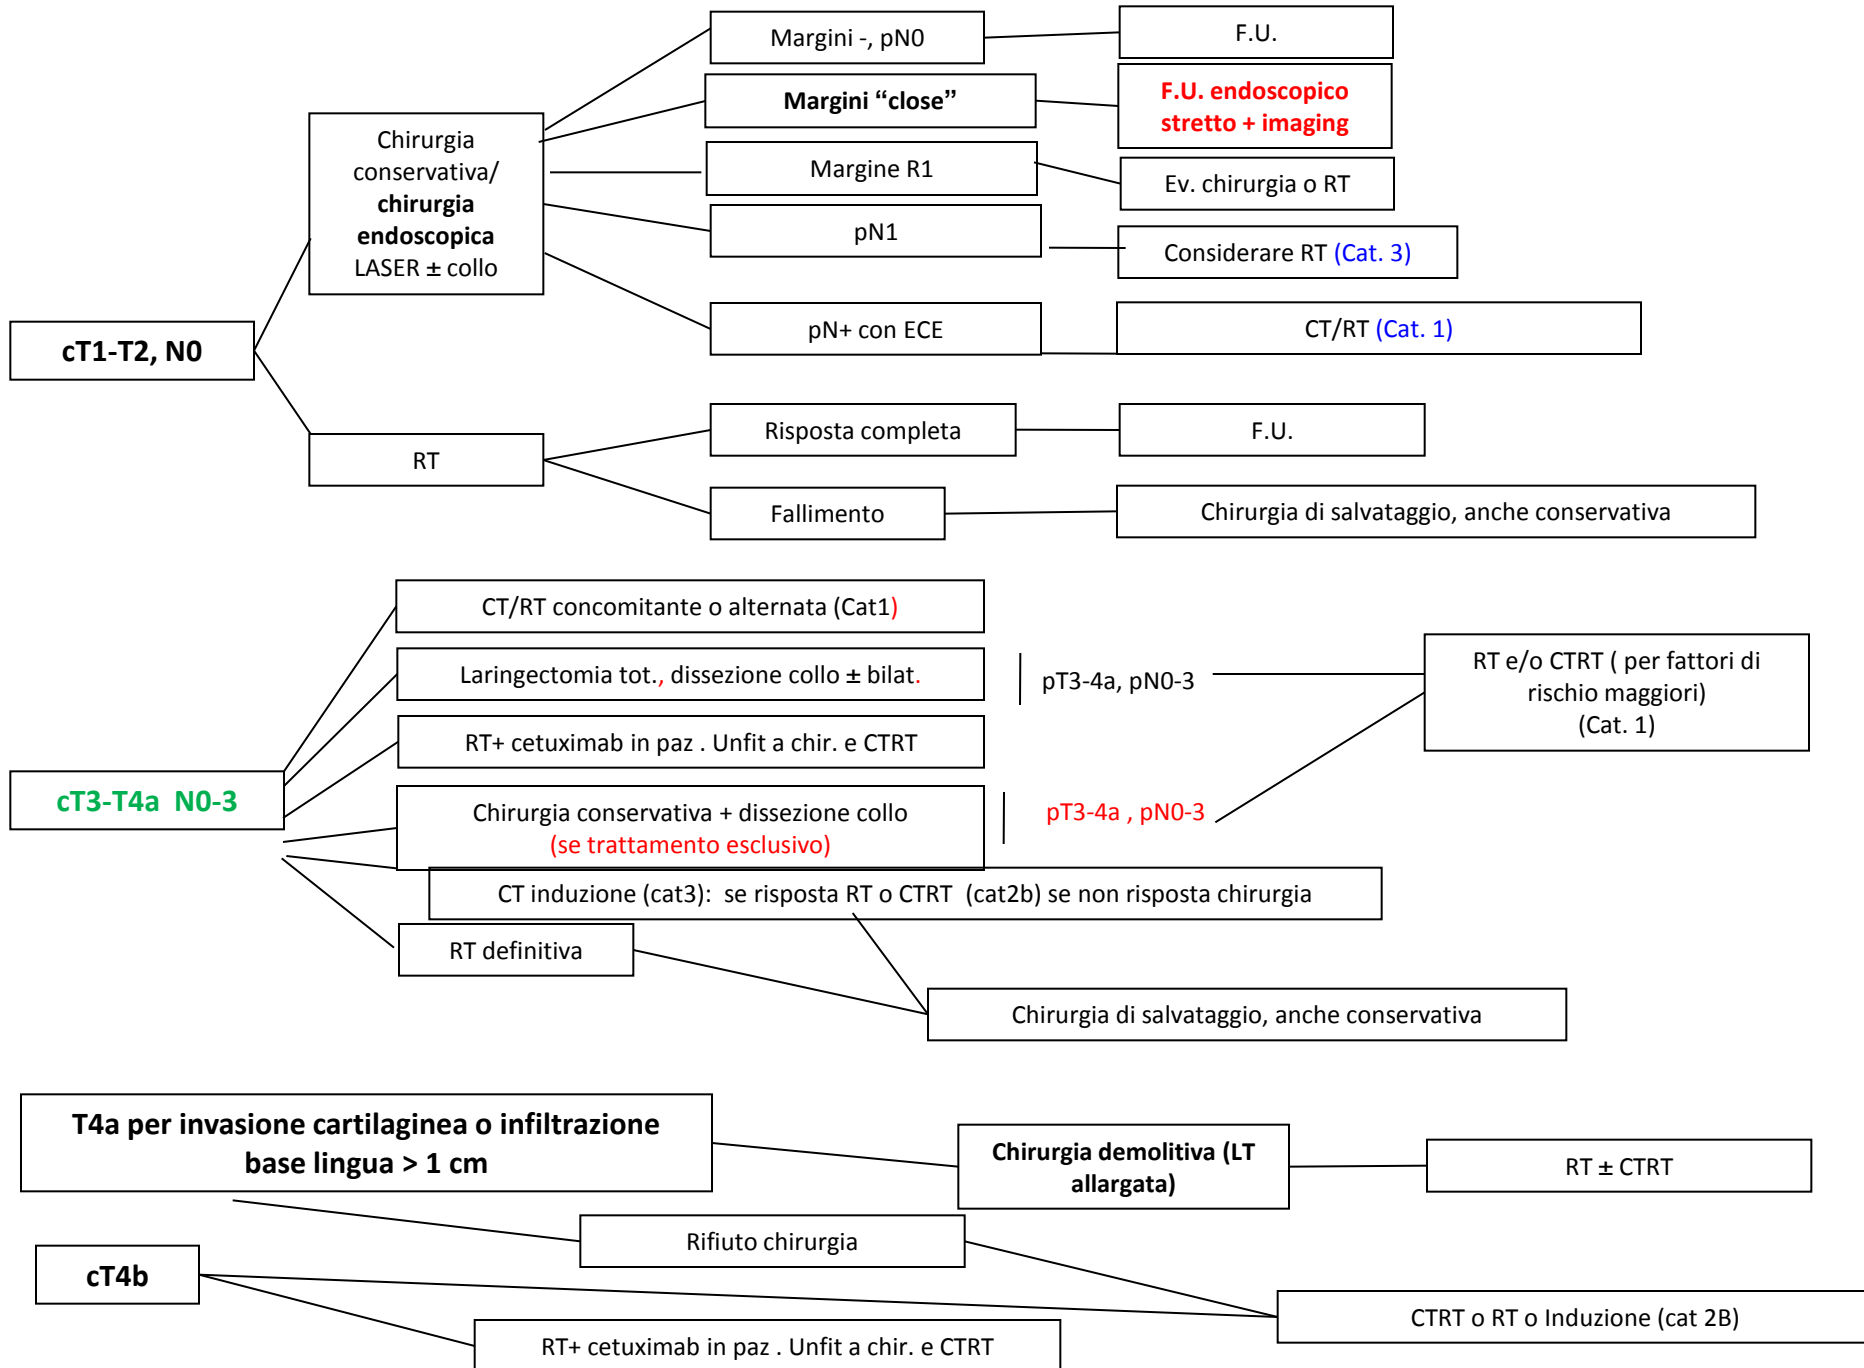 Margini -, pN0
F.U.
Margini “close”
F.U. endoscopico
stretto + imaging
Chirurgia
conservativa/
chirurgia
endoscopica
LASER ± collo
Margine R1
Ev. chirurgia o RT
pN1
Considerare RT (Cat. 3)
pN+ con ECE
CT/RT (Cat. 1)
cT1-T2, N0
RT
Risposta completa
F.U.
Fallimento
Chirurgia di salvataggio, anche conservativa
CT/RT concomitante o alternata (Cat1)
Laringectomia tot., dissezione collo ± bilat.
pT3-4a, pN0-3
RT e/o CTRT ( per fattori di
rischio maggiori)
(Cat. 1)
RT+ cetuximab in paz . Unfit a chir. e CTRT
cT3-T4a N0-3
Chirurgia conservativa + dissezione collo
(se trattamento esclusivo)
pT3-4a , pN0-3
CT induzione (cat3): se risposta RT o CTRT (cat2b) se non risposta chirurgia
RT definitiva
Chirurgia di salvataggio, anche conservativa
T4a per invasione cartilaginea o infiltrazione
base lingua > 1 cm
Chirurgia demolitiva (LT
allargata)
RT ± CTRT
Rifiuto chirurgia
cT4b
CTRT o RT o Induzione (cat 2B)
RT+ cetuximab in paz . Unfit a chir. e CTRT